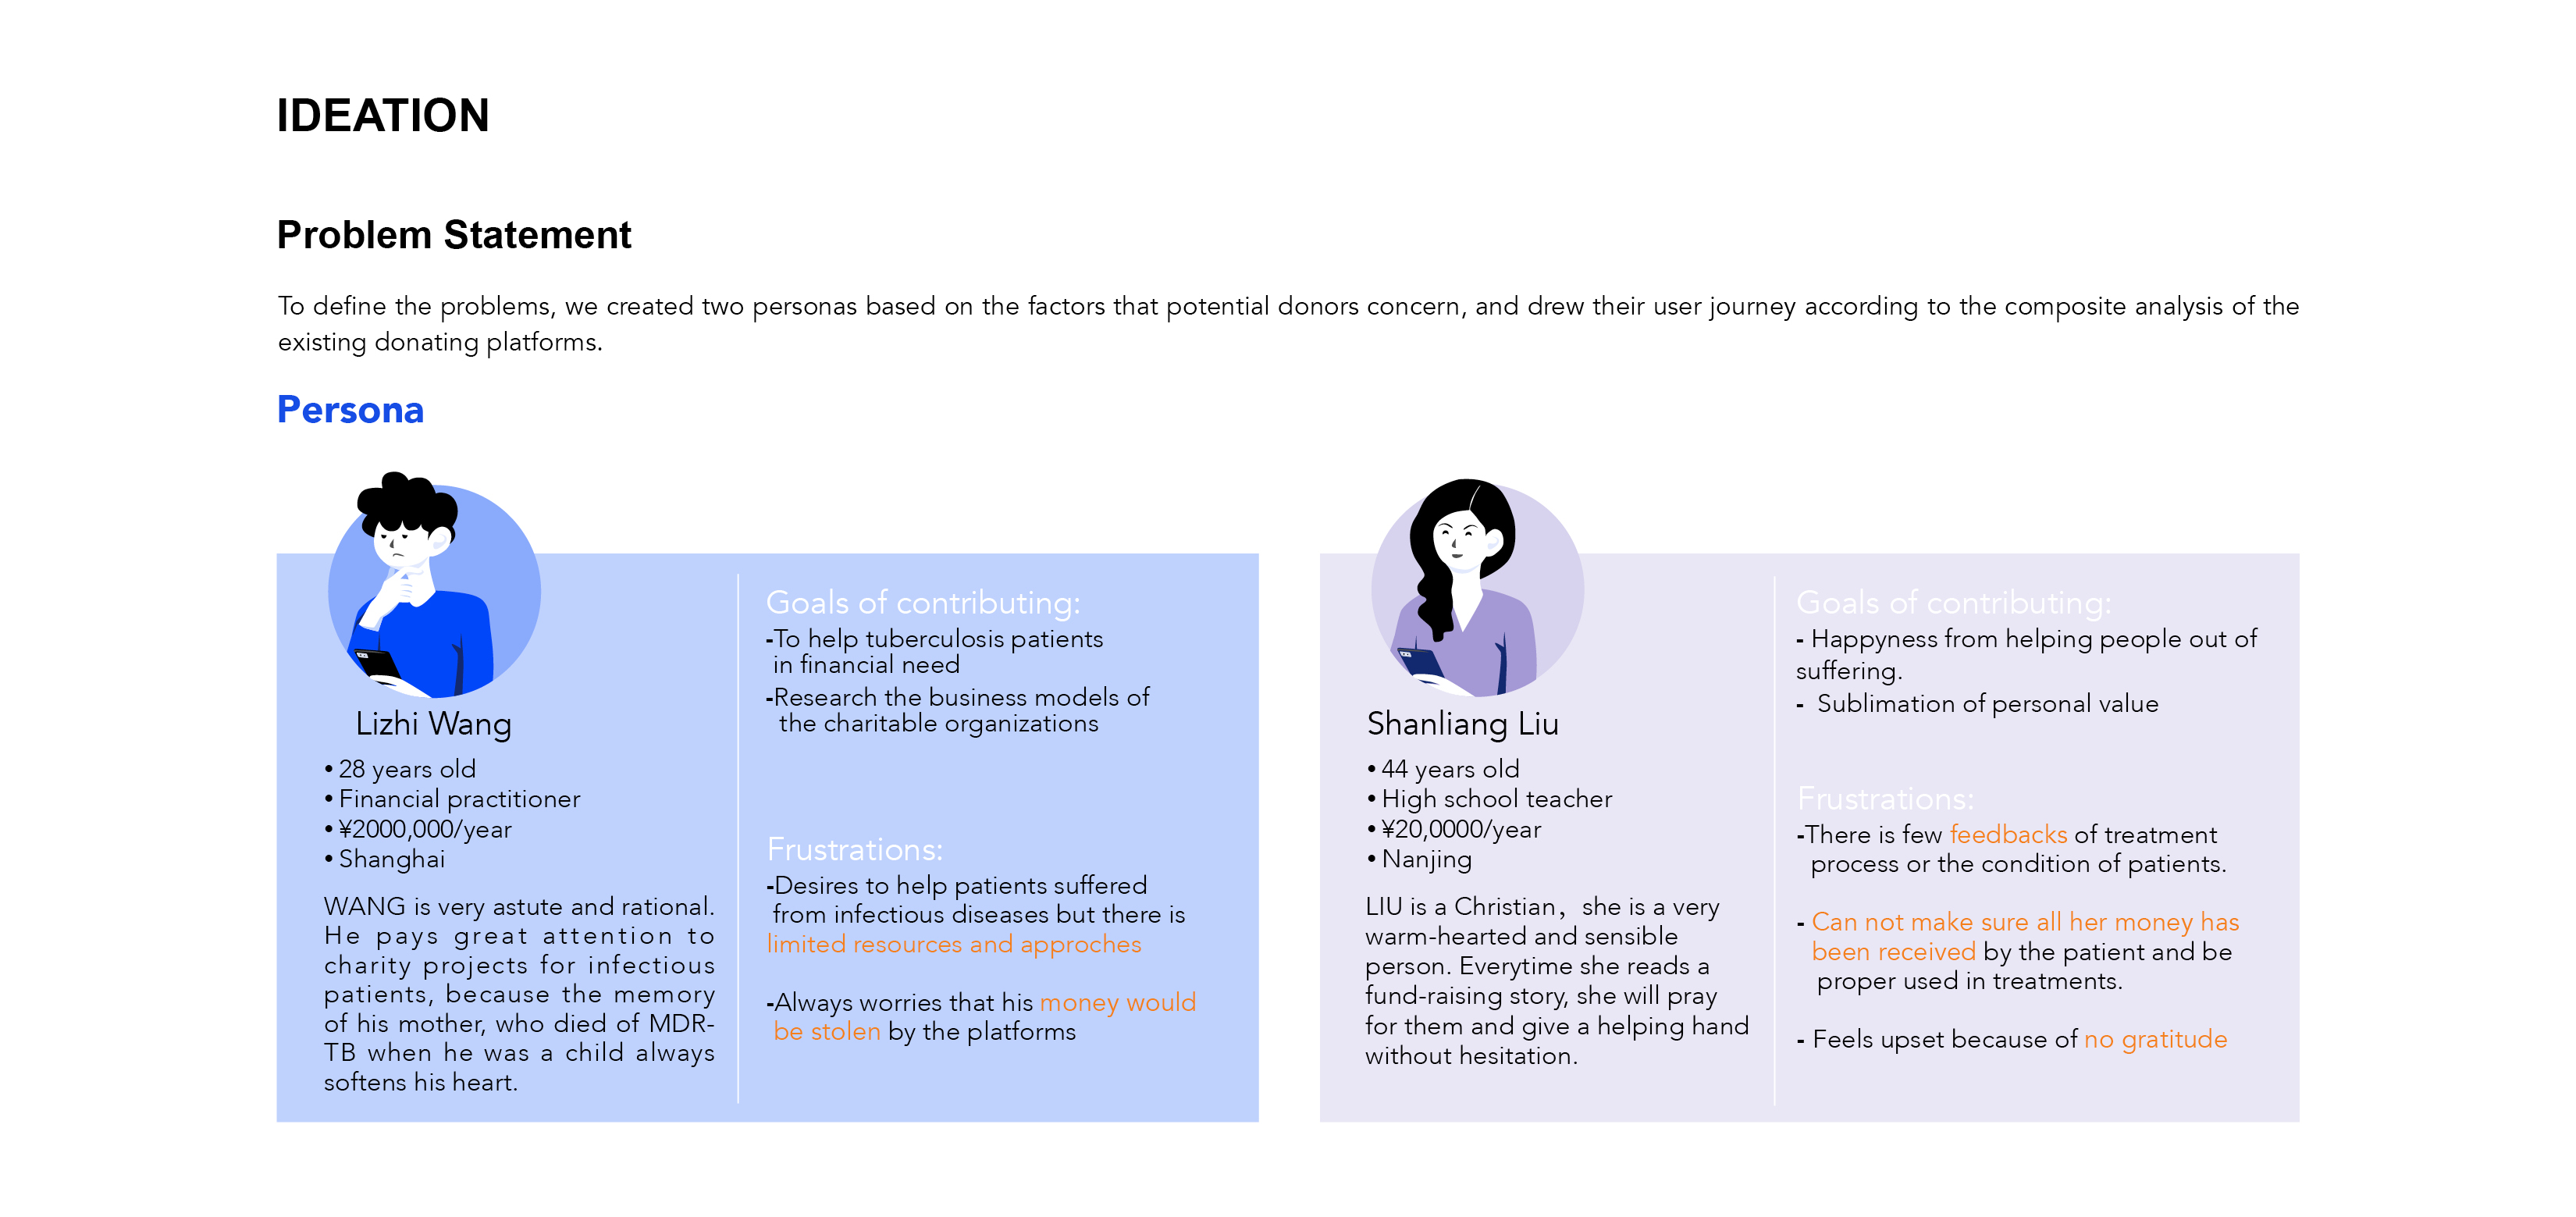 IDEATION
Problem Statement
To define the problems, we created two personas based on the factors that potential donors concern, and drew their user journey according to the composite analysis of the
existing donating platforms.
Persona
Lizhi Wang
• 28 years old
• Financial practitioner
• ¥2000,000/year
• Shanghai
WANG is very astute and rational.
He pays great attention to
charity projects for infectious
patients, because the memory
of his mother, who died of MDR-
TB when he was a child always
softens his heart.
Goals of contributing:
-To help tuberculosis patients
in financial need
-Research the business models of
the charitable organizations
Frustrations:
-Desires to help patients suffered
from infectious diseases but there is
limited resources and approches
-Always worries that his money would
be stolen by the platforms
Shanliang Liu
• 44 years old
• High school teacher
• ¥20,0000/year
• Nanjing
LIU is a Christian，she is a very
warm-hearted and sensible
person. Everytime she reads a
fund-raising story, she will pray
for them and give a helping hand
without hesitation.
Goals of contributing:
- Happyness from helping people out of
suffering.
- Sublimation of personal value
Frustrations:
-There is few feedbacks of treatment
process or the condition of patients.
- Can not make sure all her money has
been received by the patient and be
proper used in treatments.
- Feels upset because of no gratitude